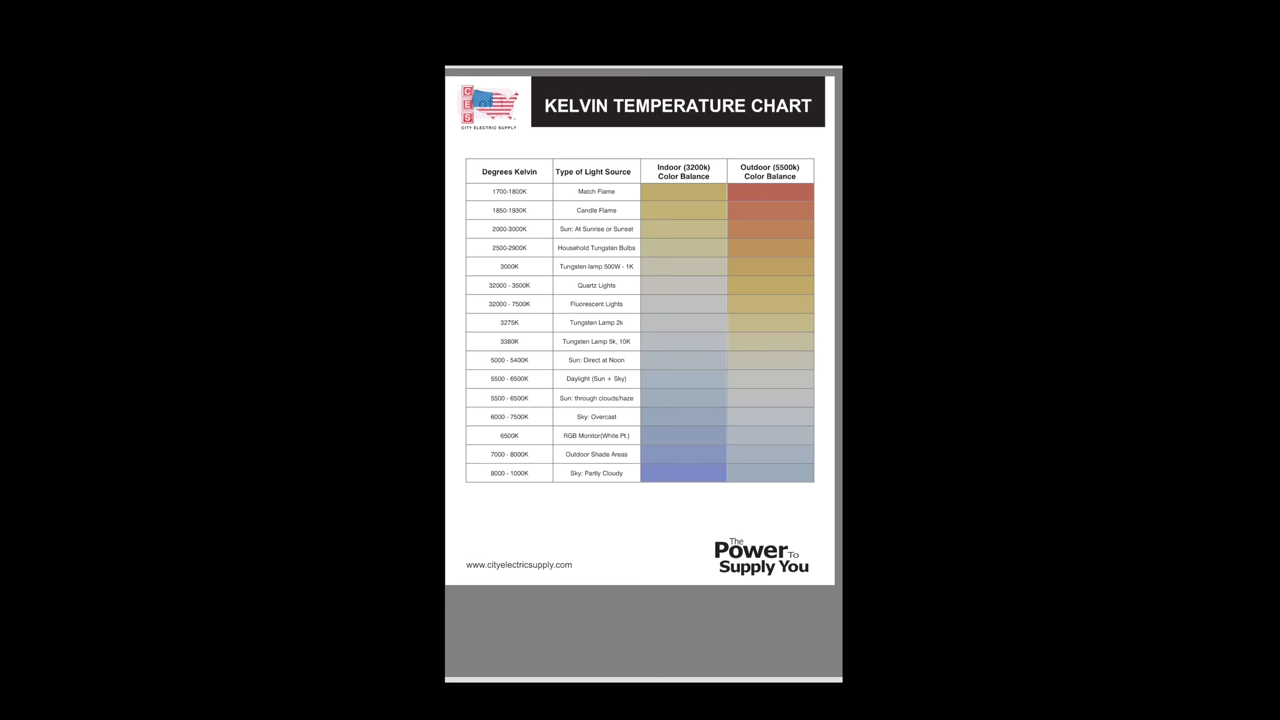 C
E
S
CITY ELECTRIC SUPPLY
KELVIN TEMPERATURE CHART
Degrees Kelvin Type of Light Source Indoor (3200k) Color Balance Outdoor (5500k) Color Balance
1700-1800K Match Flame
1850-1930K Candle Flame
2000-3000K Sun: At Sunrise or Sunset
2500-2900K Household Tungsten Bulbs
3000K Tungsten lamp 500W - 1K
32000 - 3500K Quartz Lights
32000 - 7500K Fluorescent Lights
3275K Tungsten Lamp 2k
3380K Tungsten Lamp 5k, 10K
5000 - 5400K Sun: Direct at Noon
5500 - 6500K Daylight (Sun + Sky)
5500 - 6500K Sun: through clouds/haze
6000 - 7500K Sky: Overcast
6500K RGB Monitor(White Pt.)
7000 - 8000K Outdoor Shade Areas
8000 - 1000K Sky: Partly Cloudy
www.cityelectricsupply.com
The
Power To
Supply You